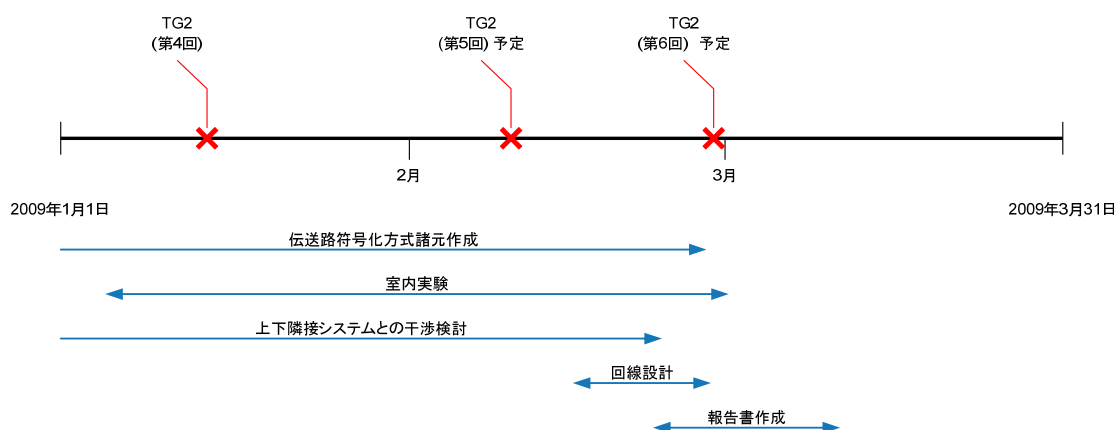 TG2
(第4回)
TG2
(第5回) 予定
TG2
(第6回) 予定
2月
3月
2009年1月1日
2009年3月31日
伝送路符号化方式諸元作成
室内実験
上下隣接システムとの干渉検討
回線設計
報告書作成